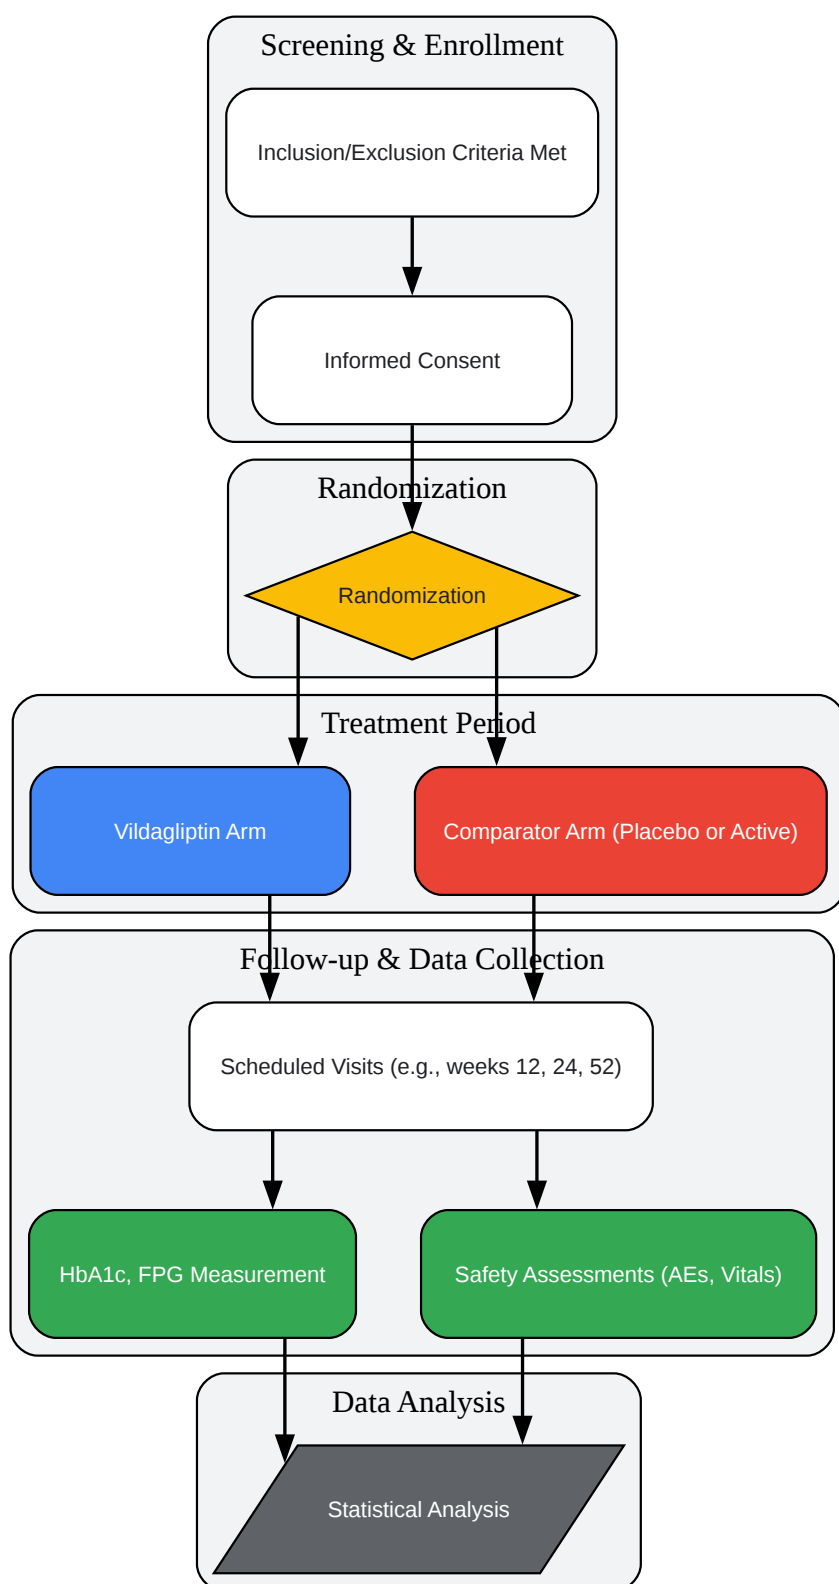 Screening & Enrollment
Inclusion/Exclusion Criteria Met
Informed Consent
Randomization
Randomization
Treatment Period
Vildagliptin Arm
Comparator Arm (Placebo or Active)
Follow-up & Data Collection
Scheduled Visits (e.g., weeks 12, 24, 52)
HbA1c, FPG Measurement
Safety Assessments (AEs, Vitals)
Data Analysis
Statistical Analysis